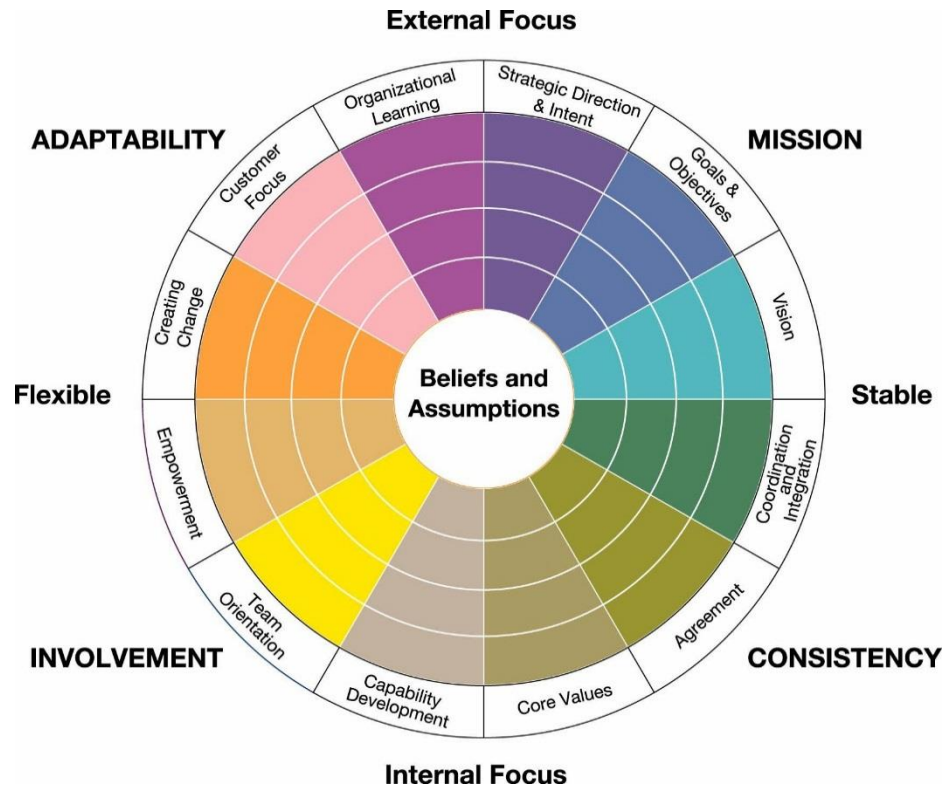 External Focus
Organizational
Learning
Strategic Direction
& Intent
ADAPTABILITY
MISSION
Customer
Focus
Goals &
Objectives
Creating
Change
Vision
Flexible
Beliefs and
Assumptions
Stable
Empowerment
Coordination
and
Integration
Team
Orientation
Agreement
INVOLVEMENT
CONSISTENCY
Capability
Development
Core Values
Internal Focus